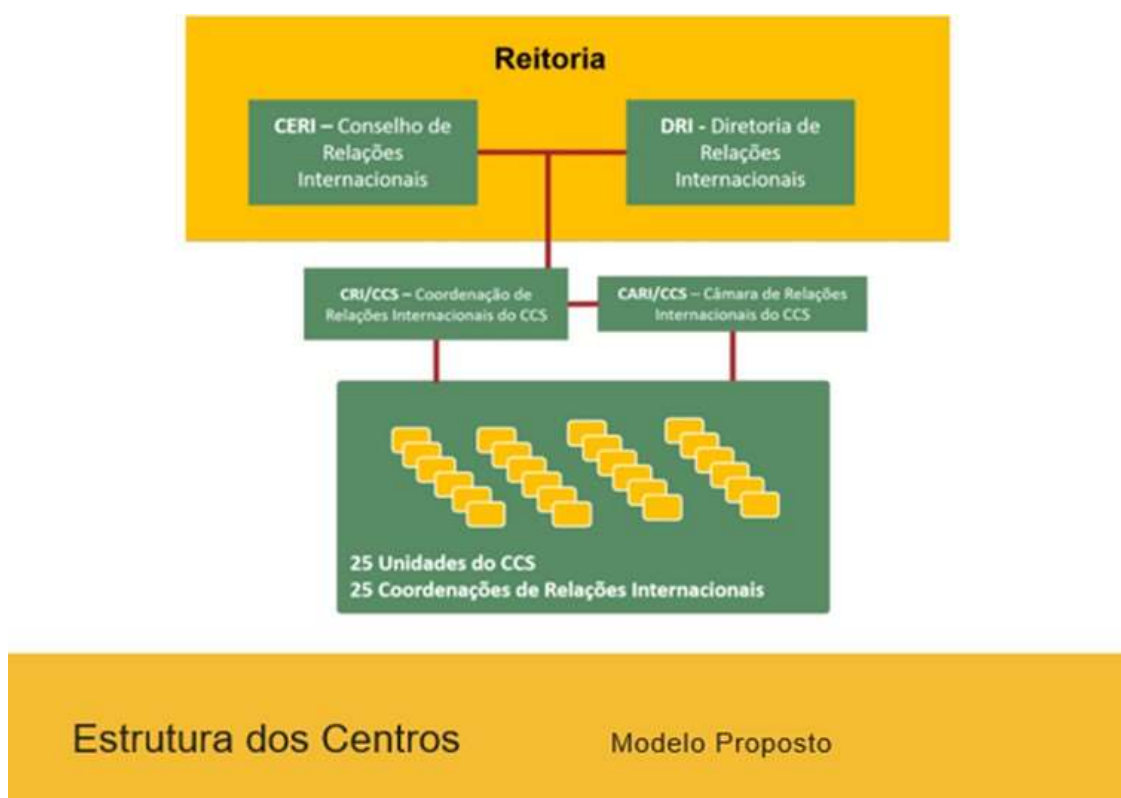 Reitoria
CERI – Conselho de
Relações
Internacionais
DRI - Diretoria de
Relações
Internacionais
CRI/CCS – Coordenação de
Relações Internacionais do CCS
CARI/CCS – Câmara de Relações
Internacionais do CCS
25 Unidades do CCS
25 Coordenações de Relações Internacionais
Estrutura dos Centros
Modelo Proposto